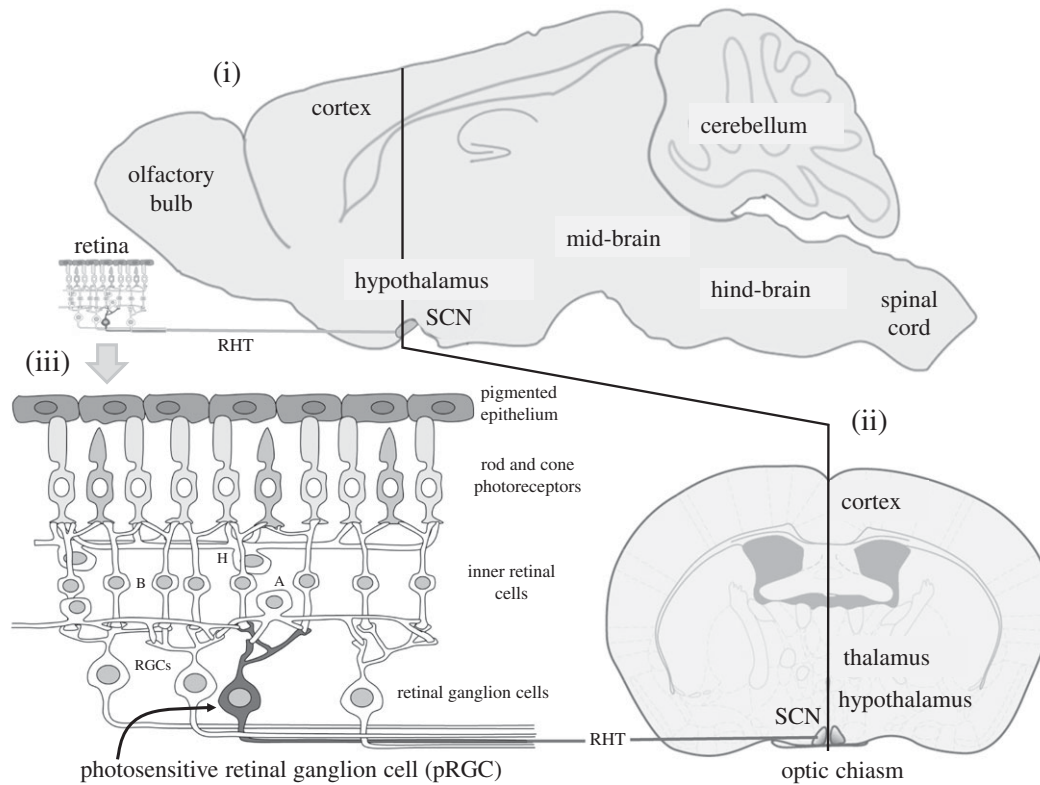 (i)
cortex
cerebellum
olfactory
bulb
mid-brain
retina
hypothalamus
hind-brain
spinal
cord
SCN
RHT
(iii)
pigmented
epithelium
(ii)
rod and cone
photoreceptors
cortex
H
B
A
inner retinal
cells
RGCs
thalamus
retinal ganglion cells
hypothalamus
SCN
RHT
photosensitive retinal ganglion cell (pRGC)
optic chiasm